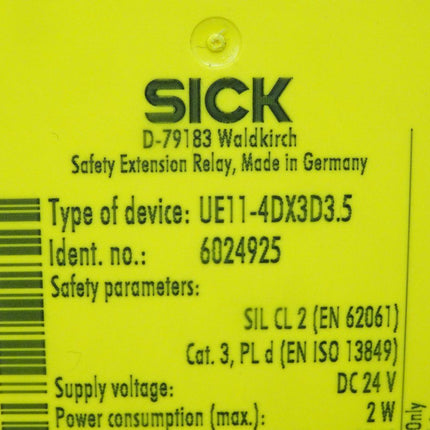 SICK
D-79183 Waldkirch
Safety Extension Relay, Made in Germany
Type of device: UE11-4DX3D3.5
Ident. no.: 6024925
Safety parameters:
SIL CL 2 (EN 62061)
Cat. 3, PL d (EN ISO 13849)
Supply voltage: DC 24 V
Power consumption (max.): 2 W
Only